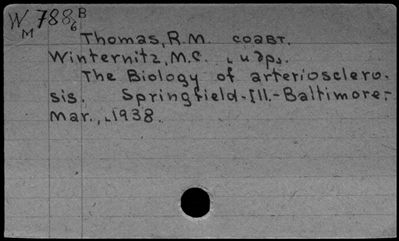 W 788 B
M 6
Thomas, R.M. соавт.
Winternitz, M.C. и др.
The Biology of arteriosclero-
sis. Springfield-Ill.-Baltimore-
Mar., 1938.